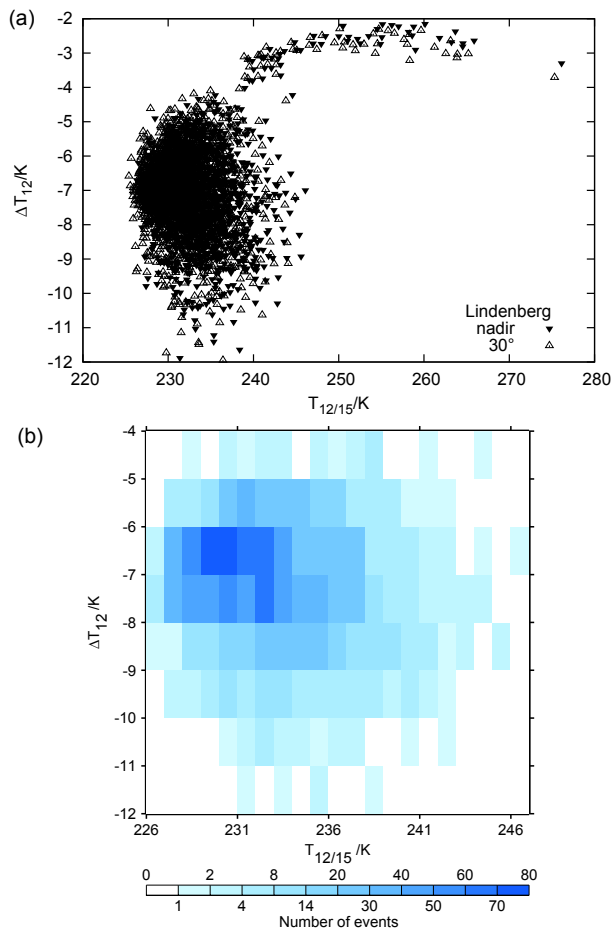 (a)
-2
-3
-4
-5
-6
-7
-8
-9
-10
-11
-12
ΔT12/K
Lindenberg
nadir
30°
220 230 240 250 260 270 280
T12/15/K
(b)
-4
-5
-6
-7
-8
-9
-10
-11
-12
ΔT12/K
226 231 236 241 246
T12/15/K
0 2 8 20 40 60 80
1 4 14 30 50 70
Number of events